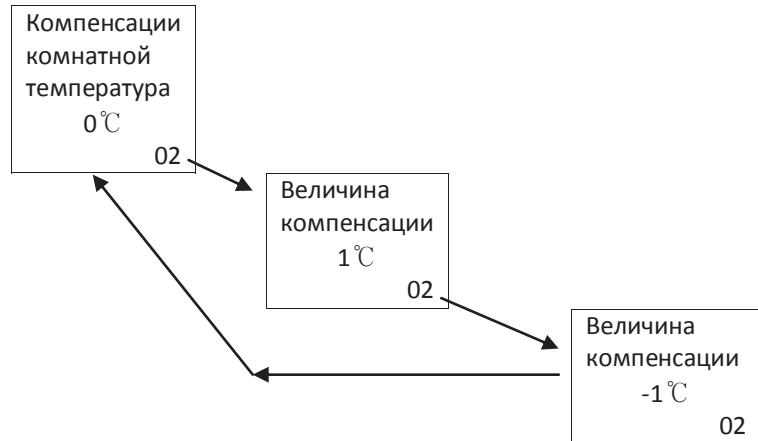 Компенсации
комнатной
температура
0℃
02
Величина
компенсации
1℃
02
Величина
компенсации
-1℃
02